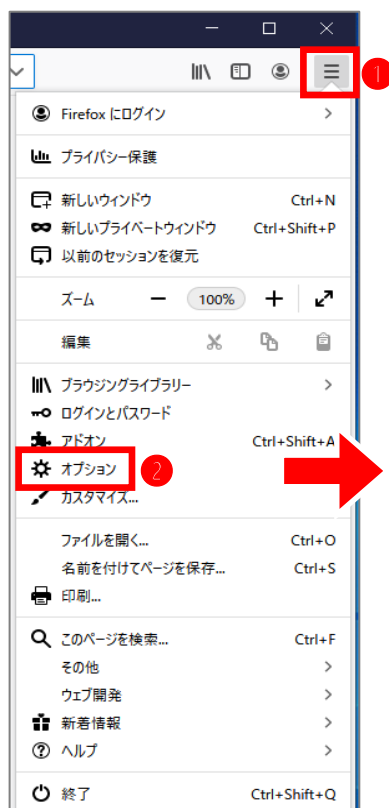 ①
Firefox にログイン
プライバシー保護
新しいウィンドウ Ctrl+N
新しいプライベートウィンドウ Ctrl+Shift+P
以前のセッションを復元
ズーム 100%
編集
ブラウジングライブラリー
ログインとパスワード
アドオン Ctrl+Shift+A
オプション ②
カスタマイズ...
ファイルを開く... Ctrl+O
名前を付けてページを保存... Ctrl+S
印刷...
このページを検索... Ctrl+F
その他
ウェブ開発
新着情報
ヘルプ
終了 Ctrl+Shift+Q